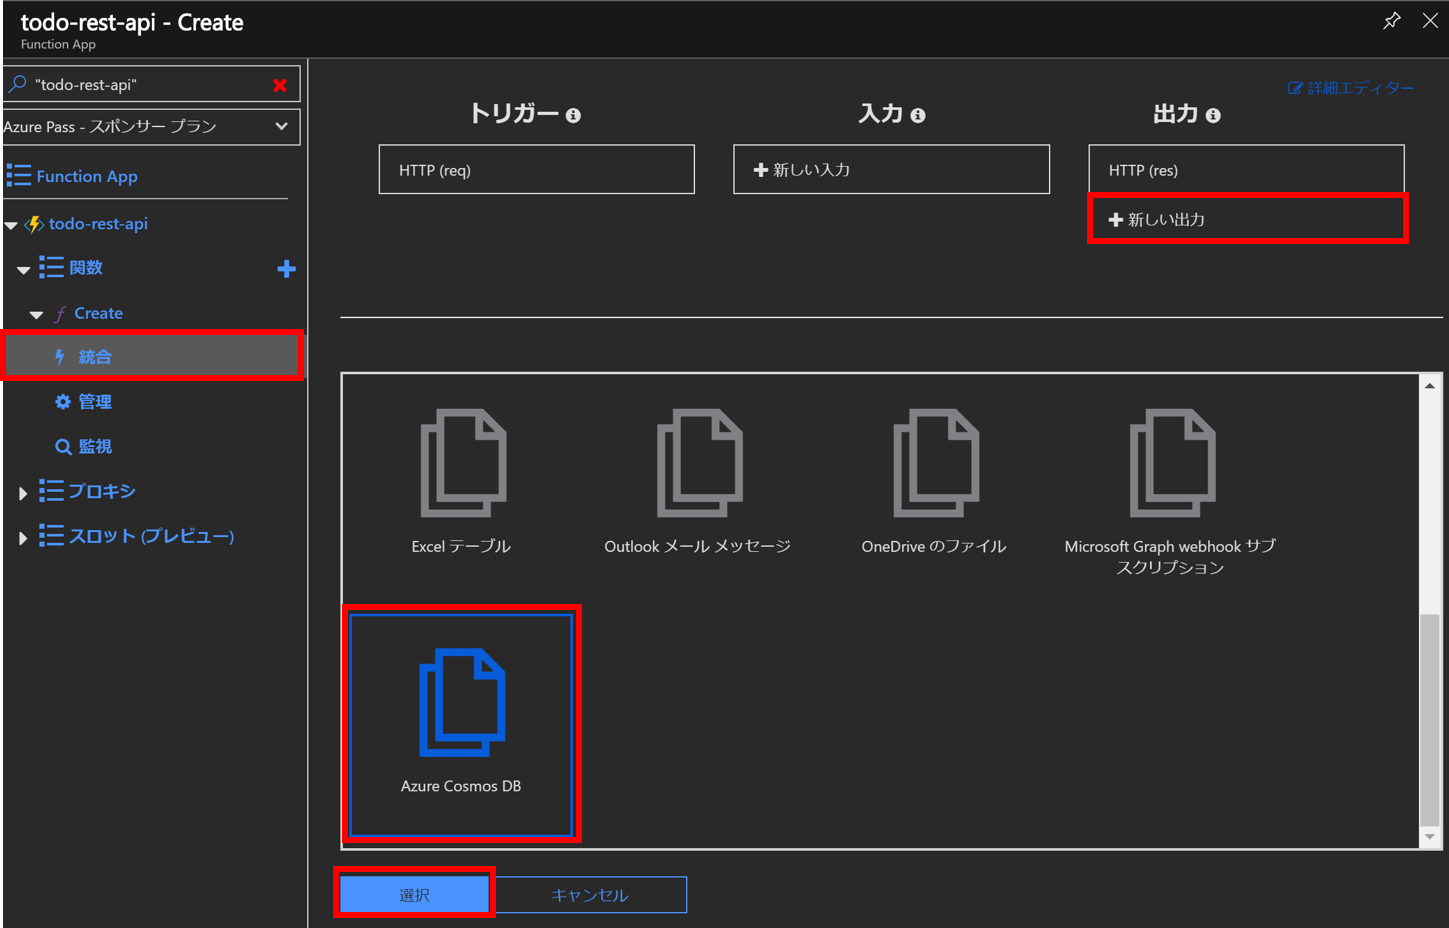 todo-rest-api - Create
Function App
"todo-rest-api"
Azure Pass - スポンサー プラン
Function App
todo-rest-api
関数
Create
統合
管理
監視
プロキシ
スロット (プレビュー)
詳細エディター
トリガー
入力
出力
HTTP (req)
新しい入力
HTTP (res)
新しい出力
Excel テーブル
Outlook メール メッセージ
OneDrive のファイル
Microsoft Graph webhook サブ
スクリプション
Azure Cosmos DB
選択
キャンセル